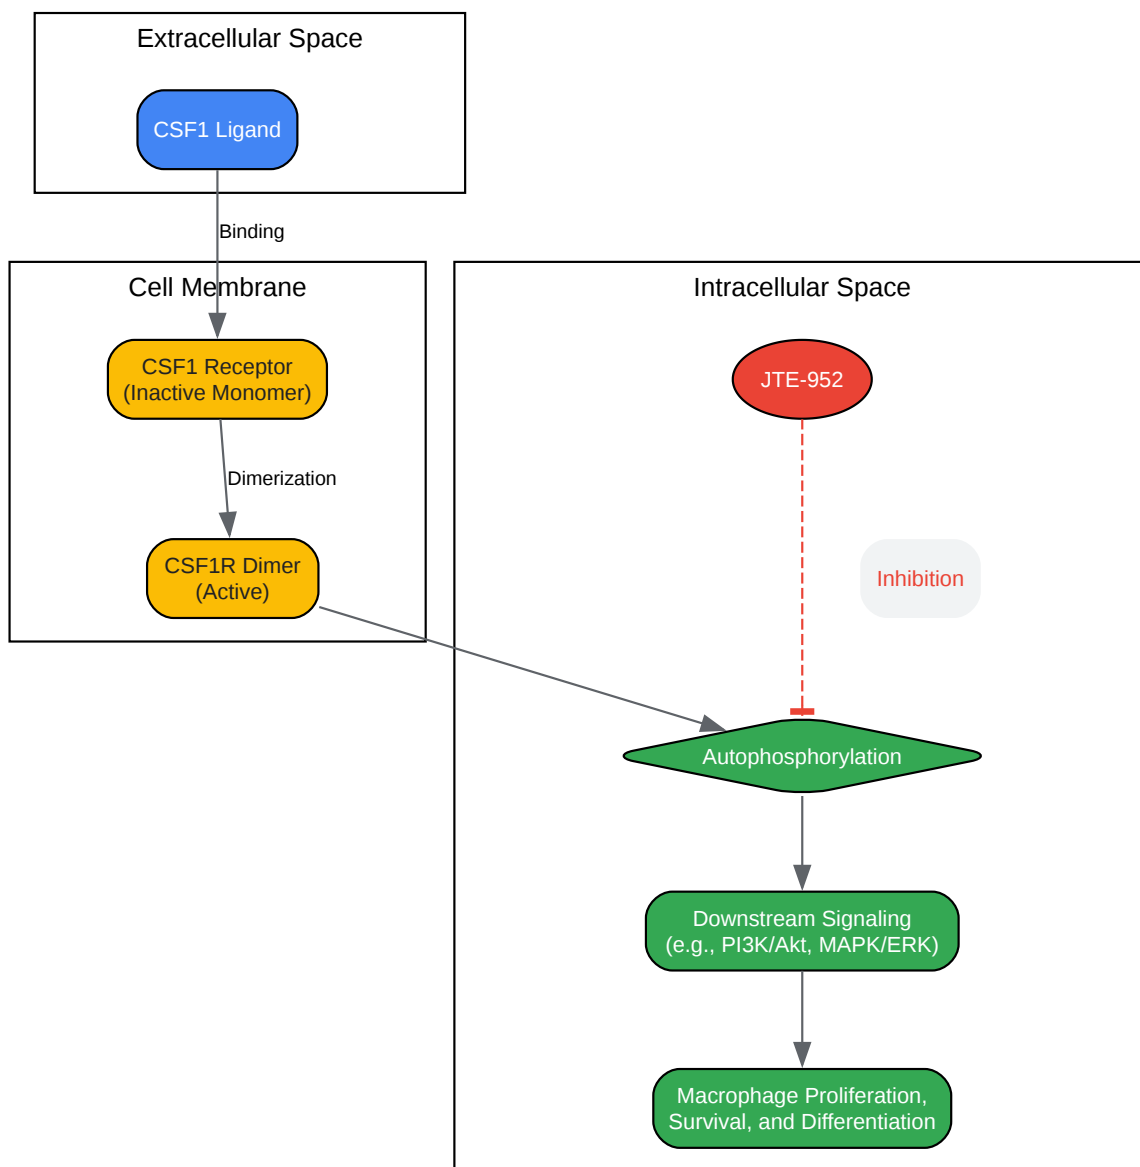 Extracellular Space
CSF1 Ligand
Binding
Cell Membrane
CSF1 Receptor
(Inactive Monomer)
Dimerization
CSF1R Dimer
(Active)
Intracellular Space
JTE-952
Inhibition
Autophosphorylation
Downstream Signaling
(e.g., PI3K/Akt, MAPK/ERK)
Macrophage Proliferation,
Survival, and Differentiation